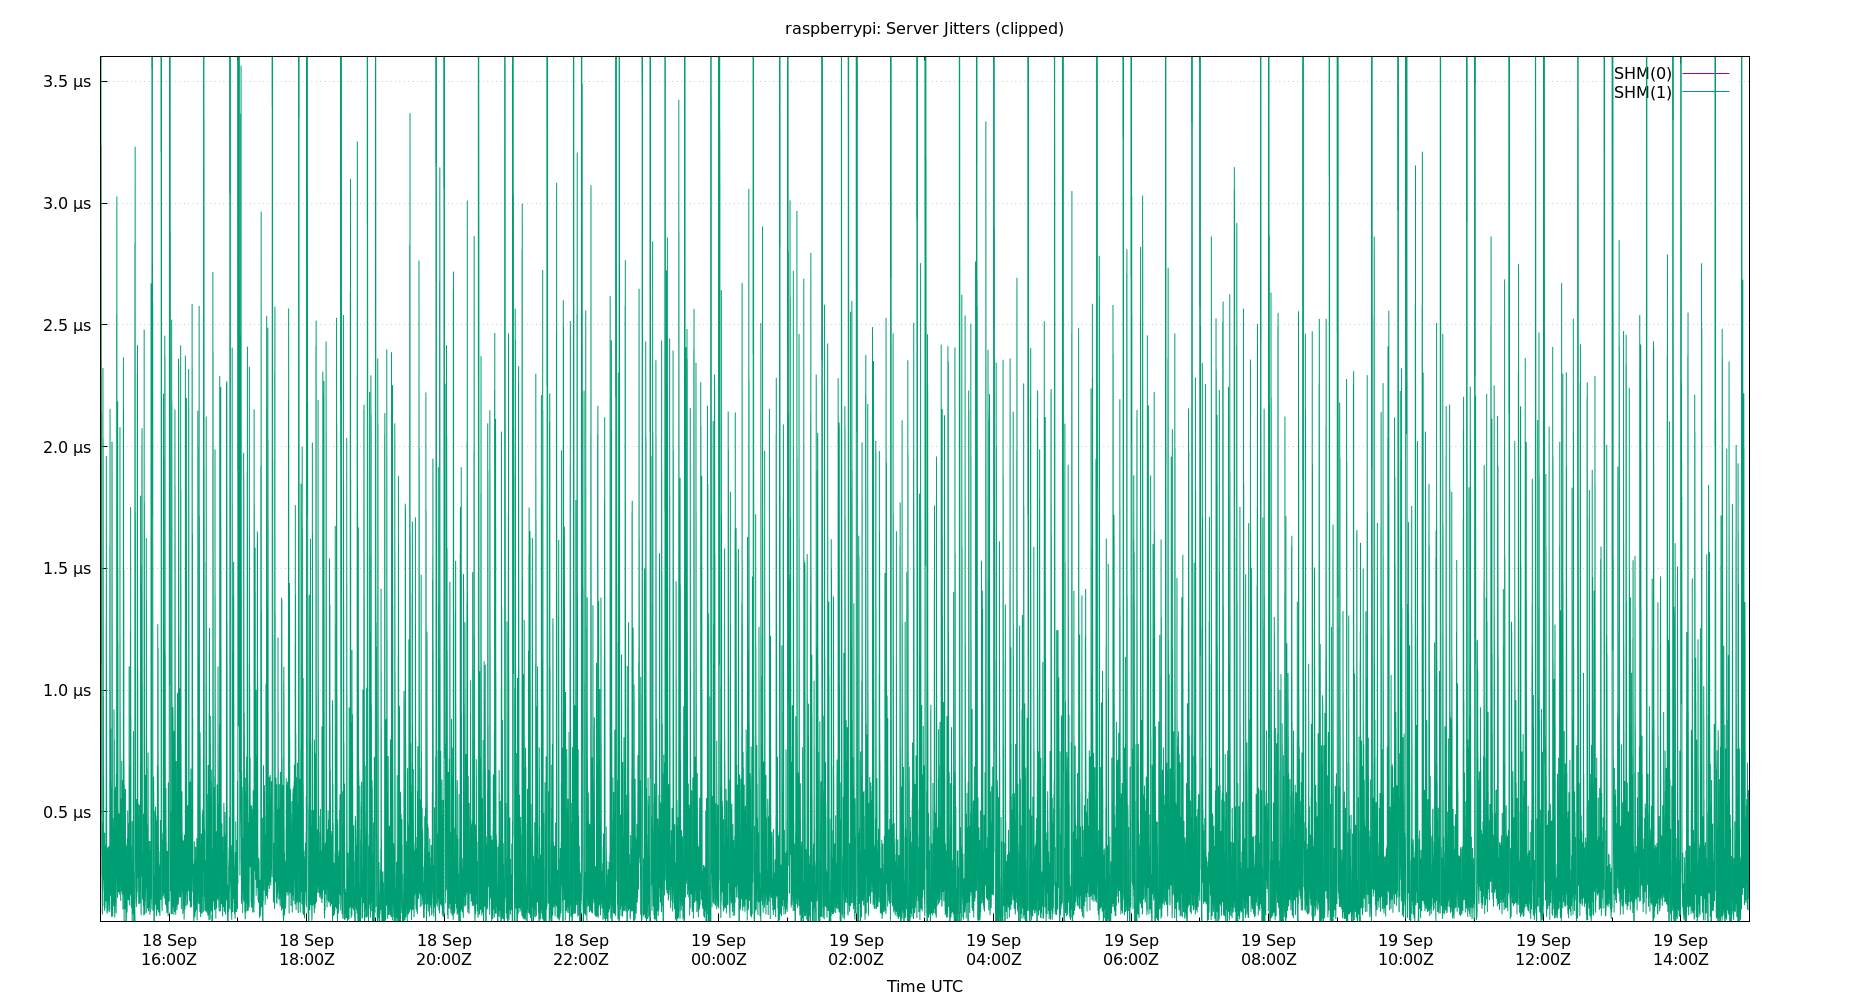 raspberrypi: Server Jitters (clipped)
SHM(0)
SHM(1)
3.5 µs
3.0 µs
2.5 µs
2.0 µs
1.5 µs
1.0 µs
0.5 µs
18 Sep 18 Sep 18 Sep 18 Sep 19 Sep 19 Sep 19 Sep 19 Sep 19 Sep 19 Sep 19 Sep 19 Sep
16:00Z 18:00Z 20:00Z 22:00Z 00:00Z 02:00Z 04:00Z 06:00Z 08:00Z 10:00Z 12:00Z 14:00Z
Time UTC